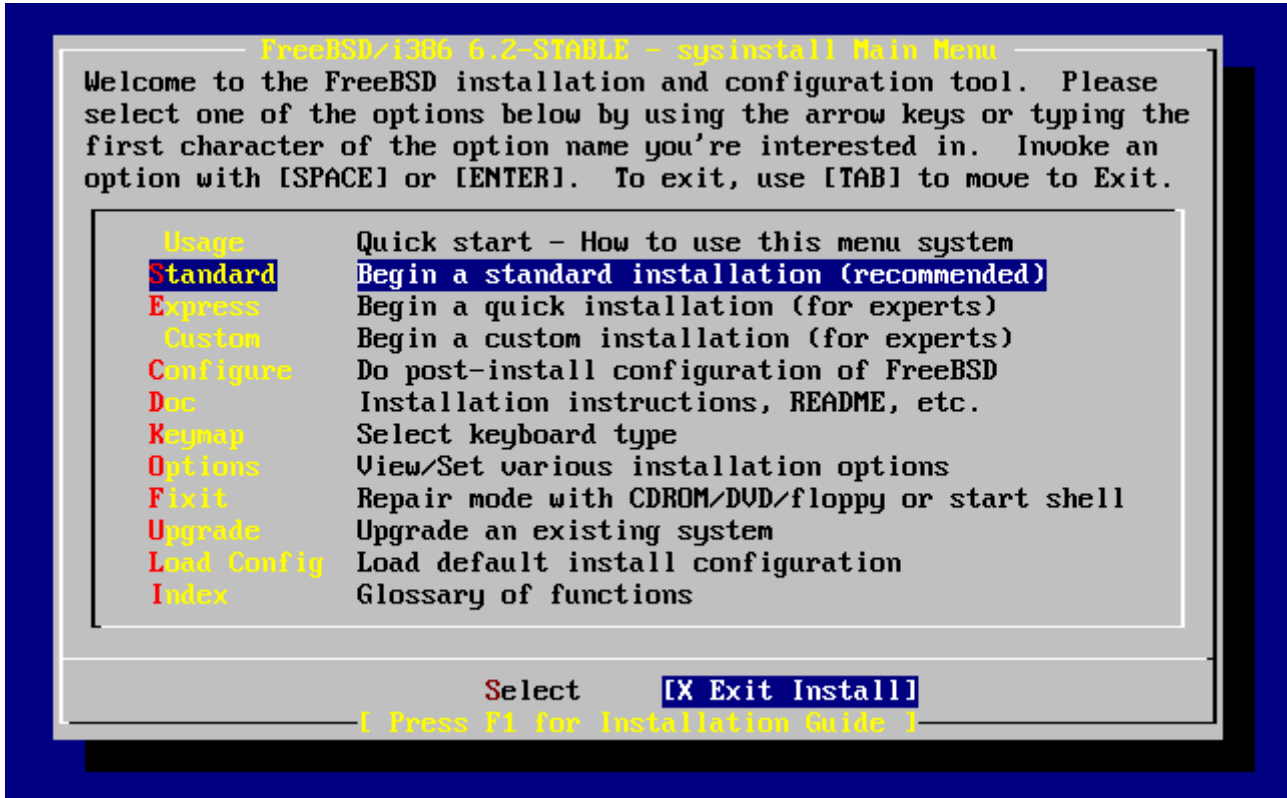 FreeBSD/i386 6.2-STABLE - sysinstall Main Menu
Welcome to the FreeBSD installation and configuration tool.  Please
select one of the options below by using the arrow keys or typing the
first character of the option name you're interested in.  Invoke an
option with [SPACE] or [ENTER].  To exit, use [TAB] to move to Exit.
Usage Quick start - How to use this menu system
Standard Begin a standard installation (recommended)
Express Begin a quick installation (for experts)
Custom Begin a custom installation (for experts)
Configure Do post-install configuration of FreeBSD
Doc Installation instructions, README, etc.
Keymap Select keyboard type
Options View/Set various installation options
Fixit Repair mode with CDROM/DVD/floppy or start shell
Upgrade Upgrade an existing system
Load Config Load default install configuration
Index Glossary of functions
Select [X Exit Install]
[ Press F1 for Installation Guide ]